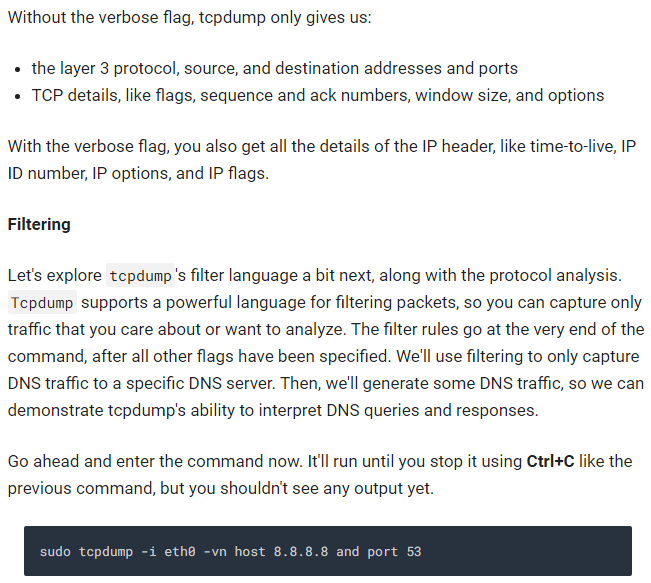 Without the verbose flag, tcpdump only gives us:
• the layer 3 protocol, source, and destination addresses and ports
• TCP details, like flags, sequence and ack numbers, window size, and options
With the verbose flag, you also get all the details of the IP header, like time-to-live, IP
ID number, IP options, and IP flags.
Filtering
Let's explore tcpdump's filter language a bit next, along with the protocol analysis.
Tcpdump supports a powerful language for filtering packets, so you can capture only
traffic that you care about or want to analyze. The filter rules go at the very end of the
command, after all other flags have been specified. We'll use filtering to only capture
DNS traffic to a specific DNS server. Then, we'll generate some DNS traffic, so we can
demonstrate tcpdump's ability to interpret DNS queries and responses.
Go ahead and enter the command now. It'll run until you stop it using Ctrl+C like the
previous command, but you shouldn't see any output yet.
sudo tcpdump -i eth0 -vn host 8.8.8.8 and port 53